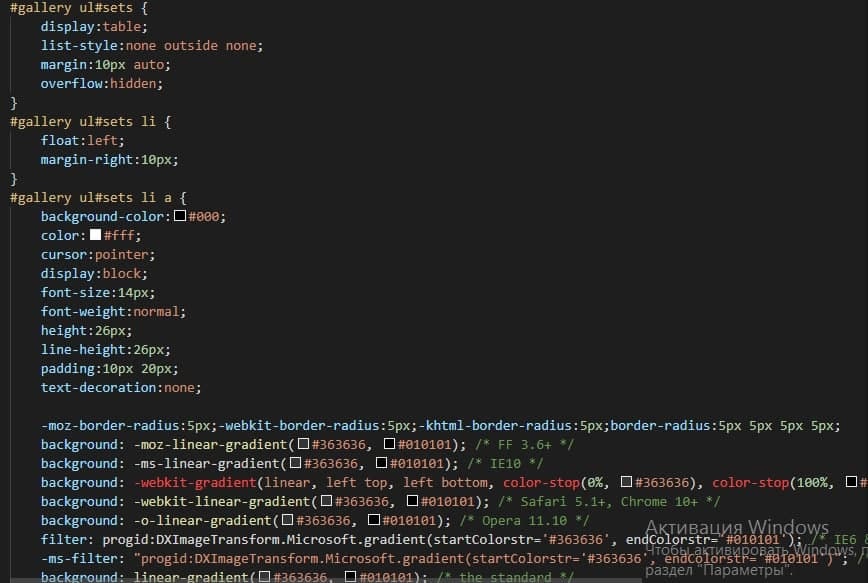 #gallery ul#sets {
    display:table;
    list-style:none outside none;
    margin:10px auto;
    overflow:hidden;
}
#gallery ul#sets li {
    float:left;
    margin-right:10px;
}
#gallery ul#sets li a {
    background-color:#000;
    color:#fff;
    cursor:pointer;
    display:block;
    font-size:14px;
    font-weight:normal;
    height:26px;
    line-height:26px;
    padding:10px 20px;
    text-decoration:none;

    -moz-border-radius:5px;-webkit-border-radius:5px;-khtml-border-radius:5px;border-radius:5px 5px 5px 5px;
    background: -moz-linear-gradient(#363636, #010101); /* FF 3.6+ */
    background: -ms-linear-gradient(#363636, #010101); /* IE10 */
    background: -webkit-gradient(linear, left top, left bottom, color-stop(0%, #363636), color-stop(100%, #
    background: -webkit-linear-gradient(#363636, #010101); /* Safari 5.1+, Chrome 10+ */
    background: -o-linear-gradient(#363636, #010101); /* Opera 11.10 */
    filter: progid:DXImageTransform.Microsoft.gradient(startColorstr='#363636', endColorstr='#010101'); /* IE6 &
    -ms-filter: "progid:DXImageTransform.Microsoft.gradient(startColorstr='#363636', endColorstr='#010101')"; /
    background: linear-gradient(#363636, #010101); /* the standard */
Активация Windows
Чтобы активировать Windows, п
раздел "Параметры".